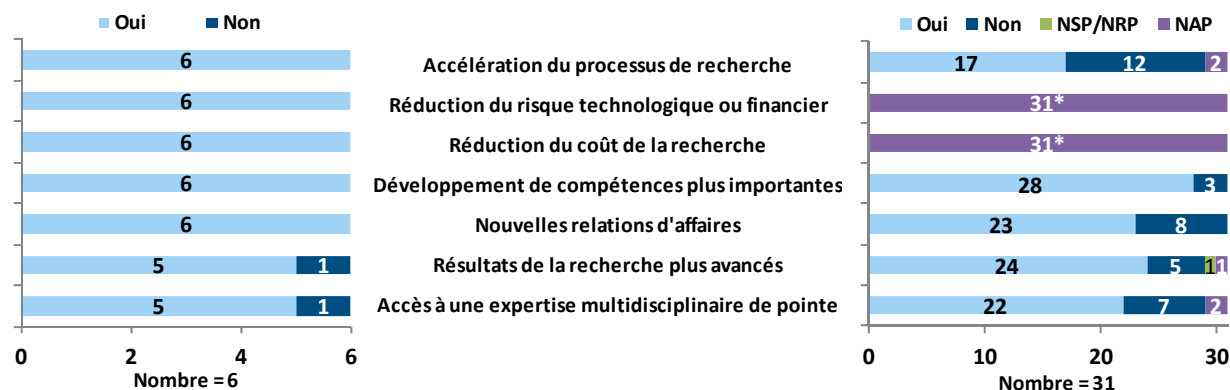 Oui Non
Oui Non NSP/NRP NAP
6 Accélération du processus de recherche 17 12 2
6 Réduction du risque technologique ou financier 31*
6 Réduction du coût de la recherche 31*
6 Développement de compétences plus importantes 28 3
6 Nouvelles relations d'affaires 23 8
5 1 Résultats de la recherche plus avancés 24 5 1 1
5 1 Accès à une expertise multidisciplinaire de pointe 22 7 2
0 2 4 6 0 10 20 30
Nombre = 6 Nombre = 31